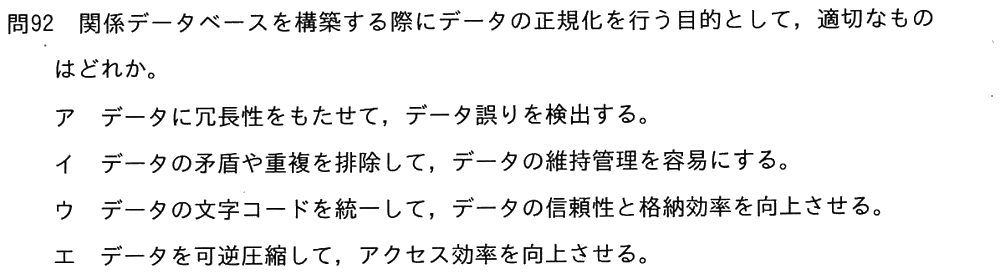 問92　関係データベースを構築する際にデータの正規化を行う目的として，適切なもの
はどれか。
ア　データに冗長性をもたせて，データ誤りを検出する。
イ　データの矛盾や重複を排除して，データの維持管理を容易にする。
ウ　データの文字コードを統一して，データの信頼性と格納効率を向上させる。
エ　データを可逆圧縮して，アクセス効率を向上させる。